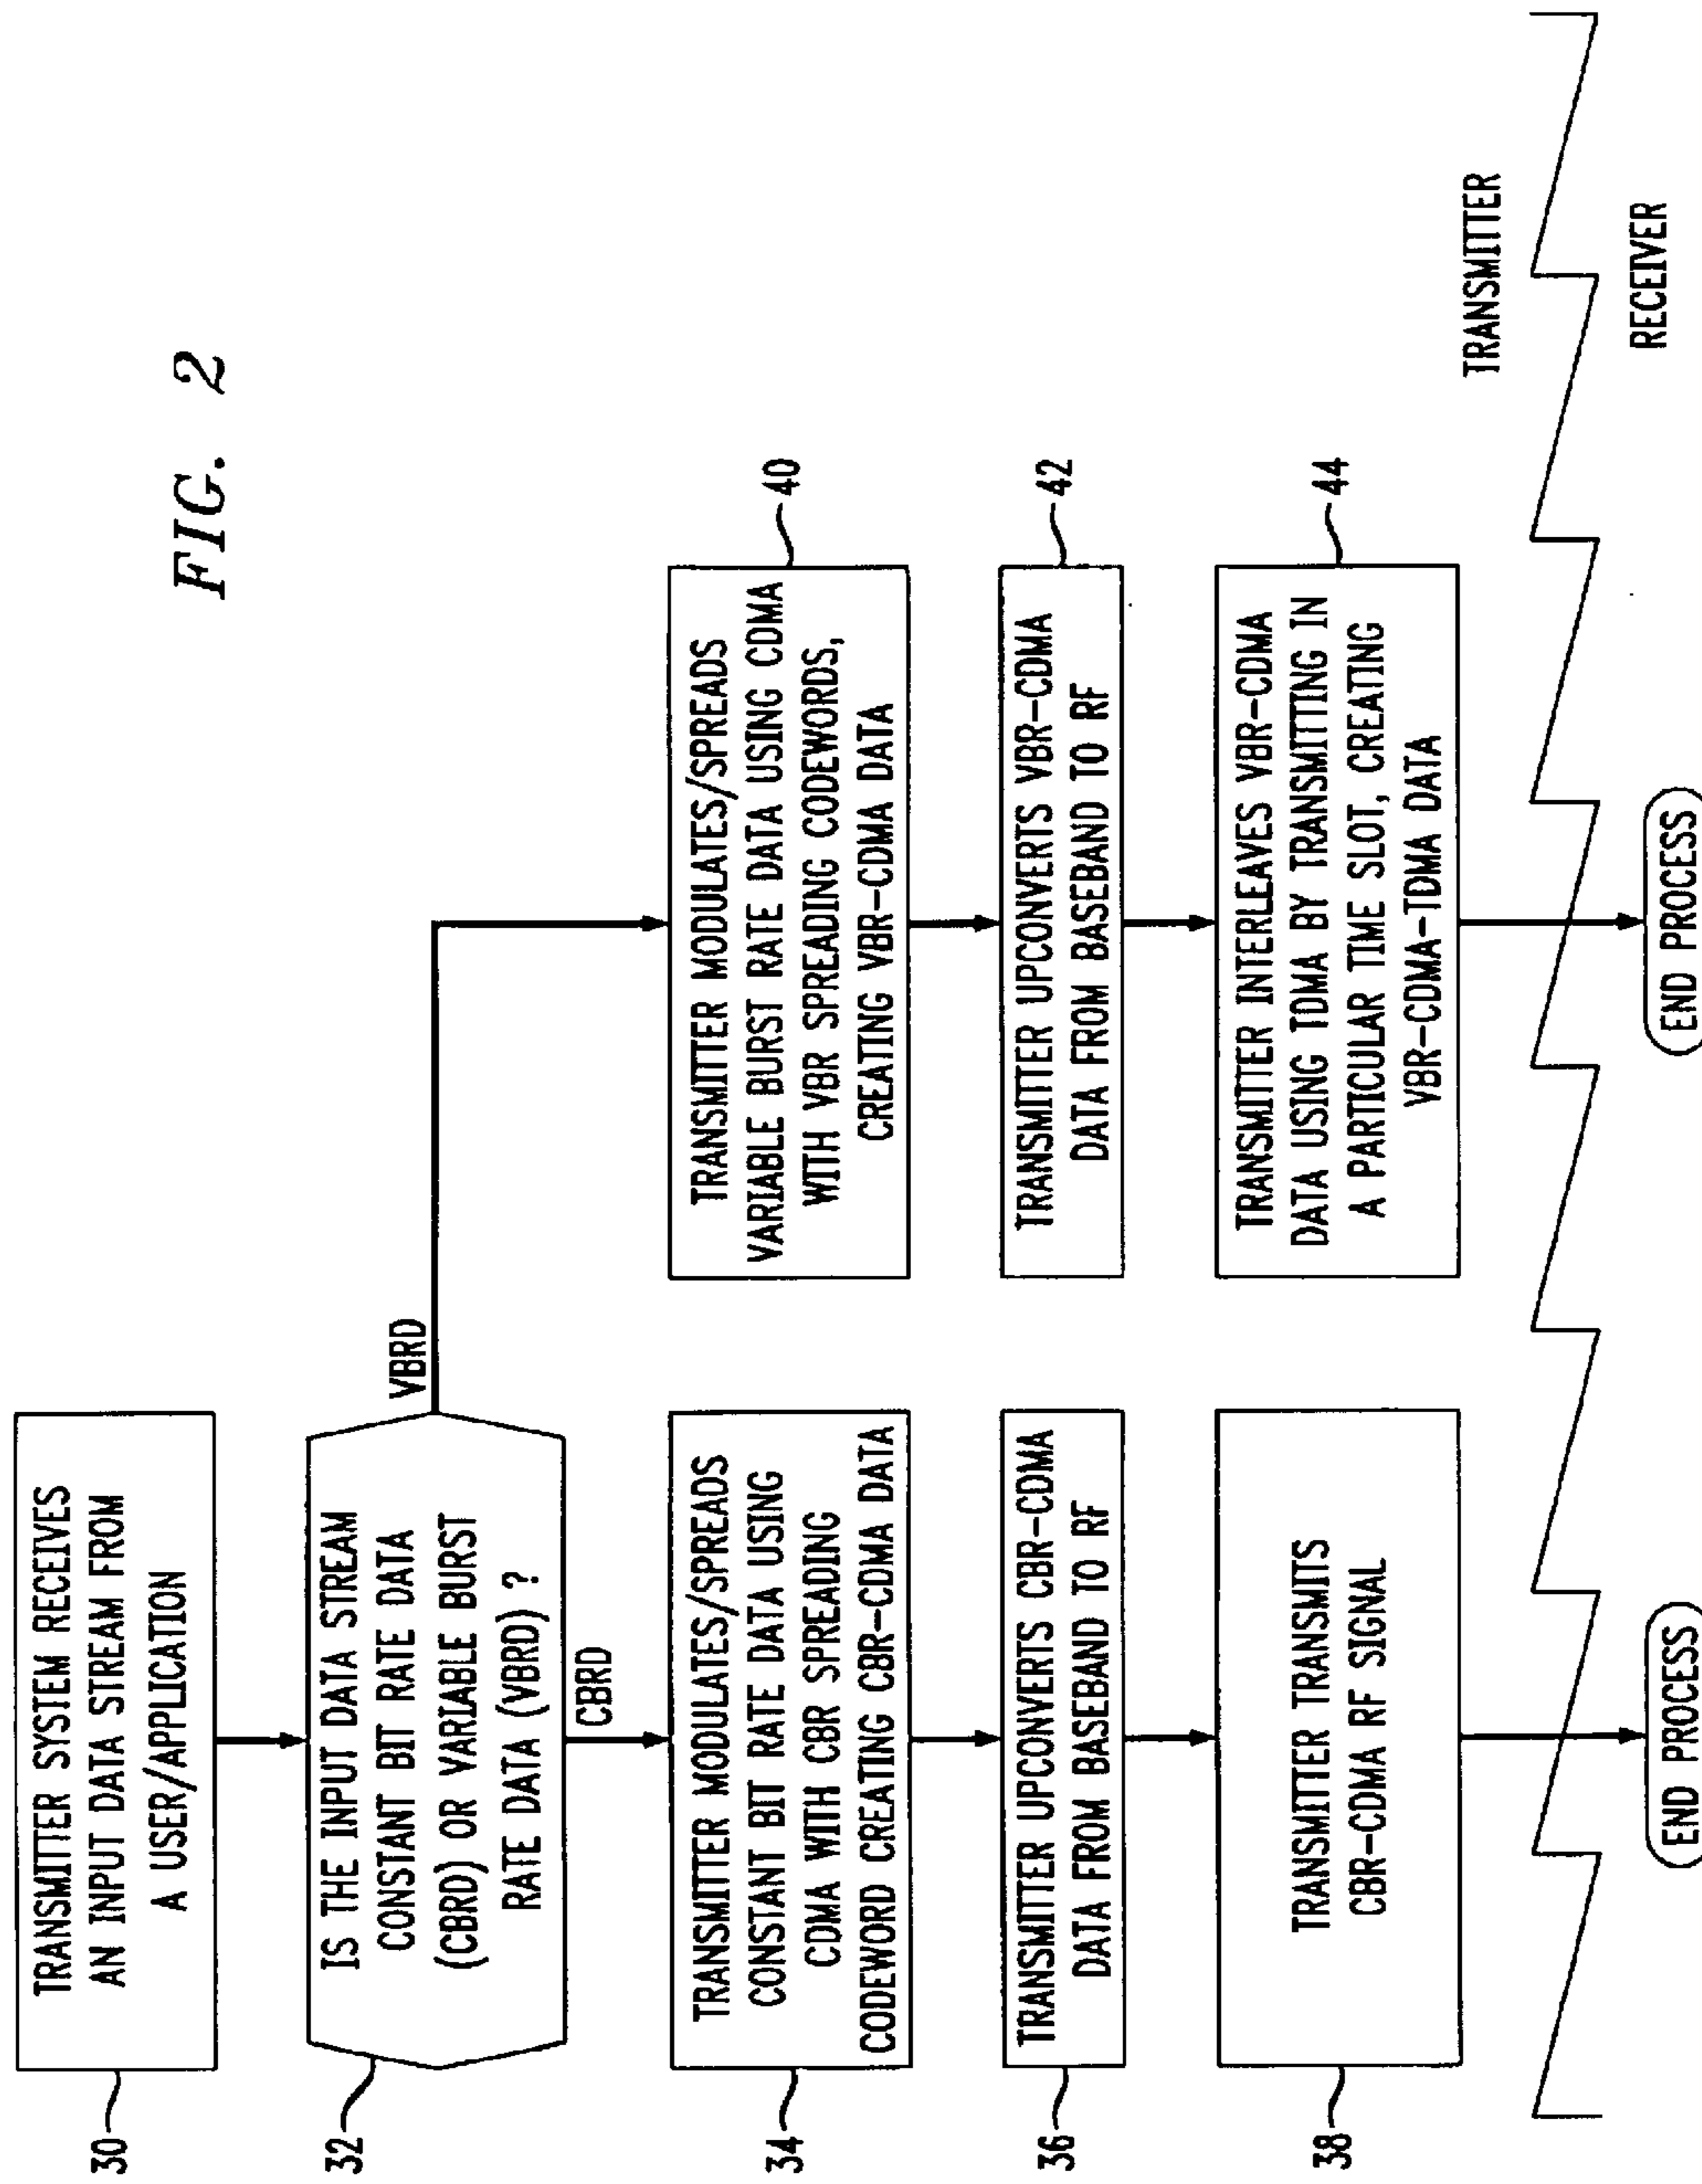 FIG. 2
30
TRANSMITTER SYSTEM RECEIVES
AN INPUT DATA STREAM FROM
A USER/APPLICATION
32
IS THE INPUT DATA STREAM
CONSTANT BIT RATE DATA
(CBRD) OR VARIABLE BURST
RATE DATA (VBRD) ?
VBRD
CBRD
34
TRANSMITTER MODULATES/SPREADS
CONSTANT BIT RATE DATA USING
CDMA WITH CBR SPREADING
CODEWORD CREATING CBR-CDMA DATA
36
TRANSMITTER UPCONVERTS CBR-CDMA
DATA FROM BASEBAND TO RF
38
TRANSMITTER TRANSMITS
CBR-CDMA RF SIGNAL
END PROCESS
TRANSMITTER MODULATES/SPREADS
VARIABLE BURST RATE DATA USING CDMA
WITH VBR SPREADING CODEWORDS,
CREATING VBR-CDMA DATA
40
TRANSMITTER UPCONVERTS VBR-CDMA
DATA FROM BASEBAND TO RF
42
TRANSMITTER INTERLEAVES VBR-CDMA
DATA USING TDMA BY TRANSMITTING IN
A PARTICULAR TIME SLOT, CREATING
VBR-CDMA-TDMA DATA
44
END PROCESS
TRANSMITTER
RECEIVER